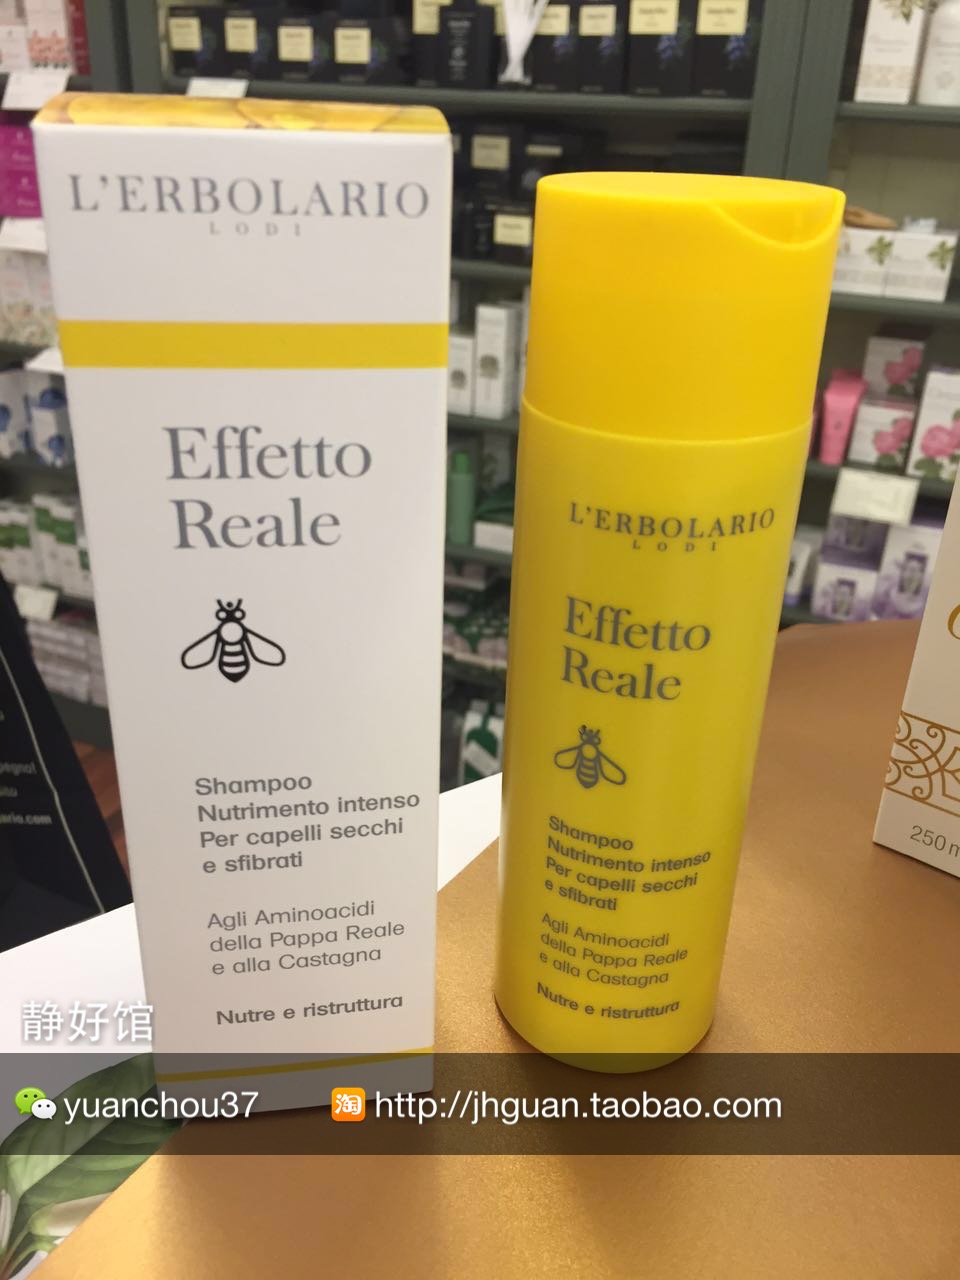 L'ERBOLARIO
LODI
Effetto
Reale
Shampoo
Nutrimento intenso
Per capelli secchi
e sfibrati
Agli Aminoacidi
della Pappa Reale
e alla Castagna
Nutre e ristruttura
L'ERBOLARIO
LODI
Effetto
Reale
Shampoo
Nutrimento intenso
Per capelli secchi
e sfibrati
Agli Aminoacidi
della Pappa Reale
e alla Castagna
Nutre e ristruttura
静好馆
yuanchou37
淘 http://jhguan.taobao.com